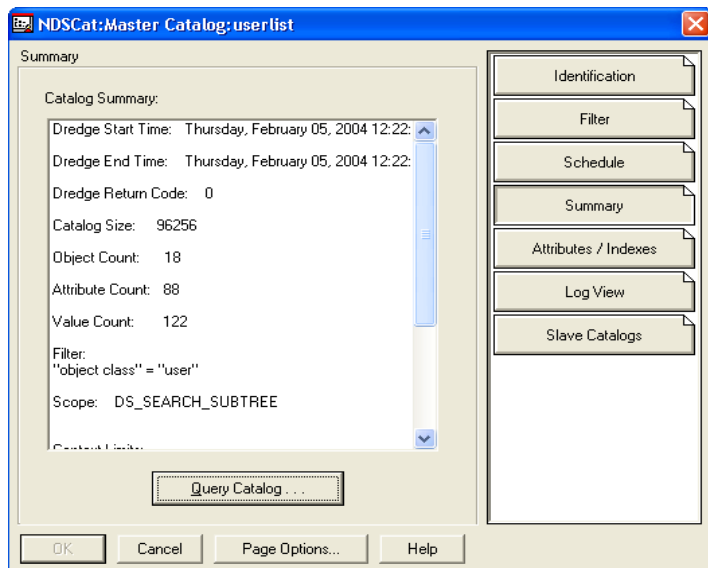 NDSCat:Master Catalog:userlist
Summary
Catalog Summary:
Dredge Start Time: Thursday, February 05, 2004 12:22:
Dredge End Time: Thursday, February 05, 2004 12:22:
Dredge Return Code: 0
Catalog Size: 96256
Object Count: 18
Attribute Count: 88
Value Count: 122
Filter:
"object class" = "user"
Scope: DS_SEARCH_SUBTREE
Context Limits:
Query Catalog . . .
Identification
Filter
Schedule
Summary
Attributes / Indexes
Log View
Slave Catalogs
OK
Cancel
Page Options...
Help